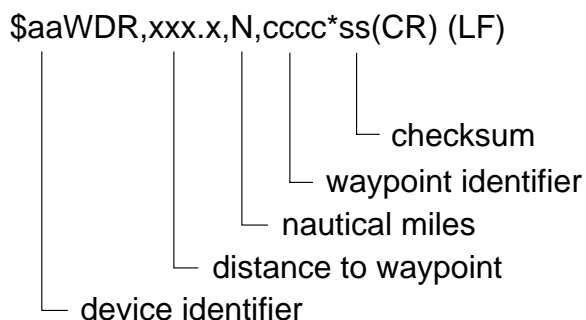 $aaWDR,xxx.x,N,cccc*ss(CR) (LF)
checksum
waypoint identifier
nautical miles
distance to waypoint
device identifier